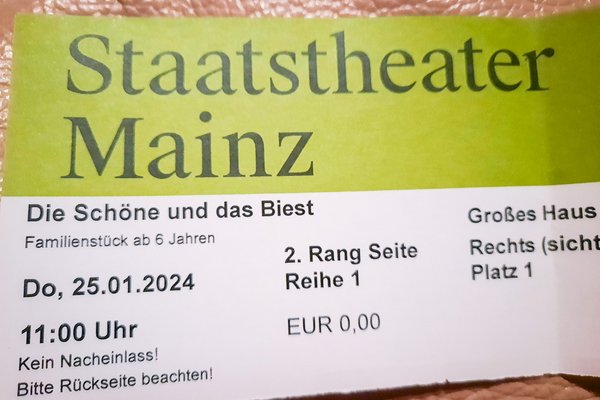 Staatstheater
Mainz
Die Schöne und das Biest
Familienstück ab 6 Jahren
Do, 25.01.2024
11:00 Uhr
Kein Nacheinlass!
Bitte Rückseite beachten!
2. Rang Seite
Reihe 1
EUR 0,00
Großes Haus
Rechts (sicht
Platz 1